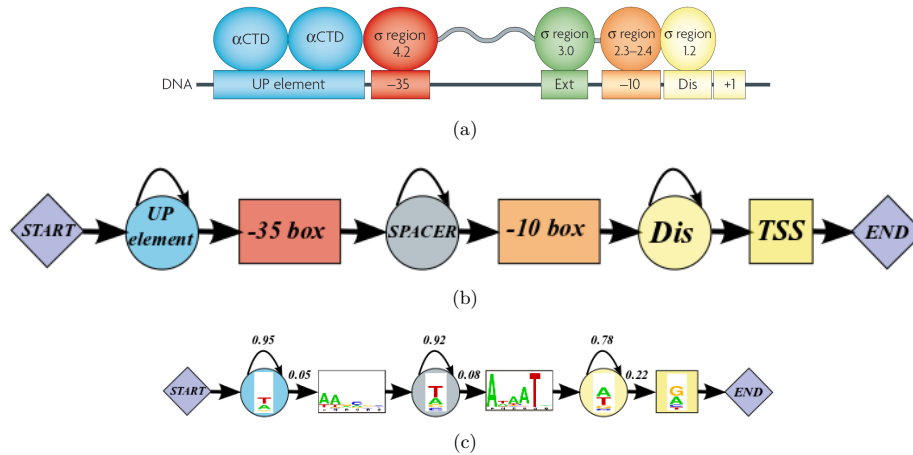 αCTD αCTD σ region 4.2 σ region 3.0 σ region 2.3–2.4 σ region 1.2
DNA UP element –35 Ext –10 Dis +1
(a)
START UP element -35 box SPACER -10 box Dis TSS END
(b)
0.95 0.92 0.78
START 0.05 0.08 0.22 END
(c)